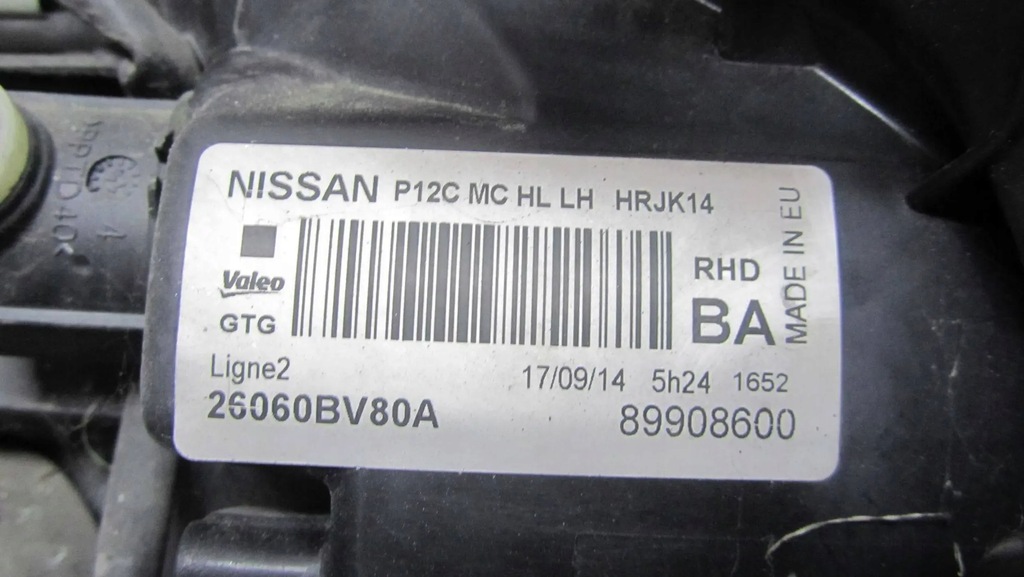 NISSAN P12C MC HL LH HRJK14
Valeo
GTG
RHD
BA
MADE IN EU
Ligne2
17/09/14 5h24 1652
26060BV80A
89908600